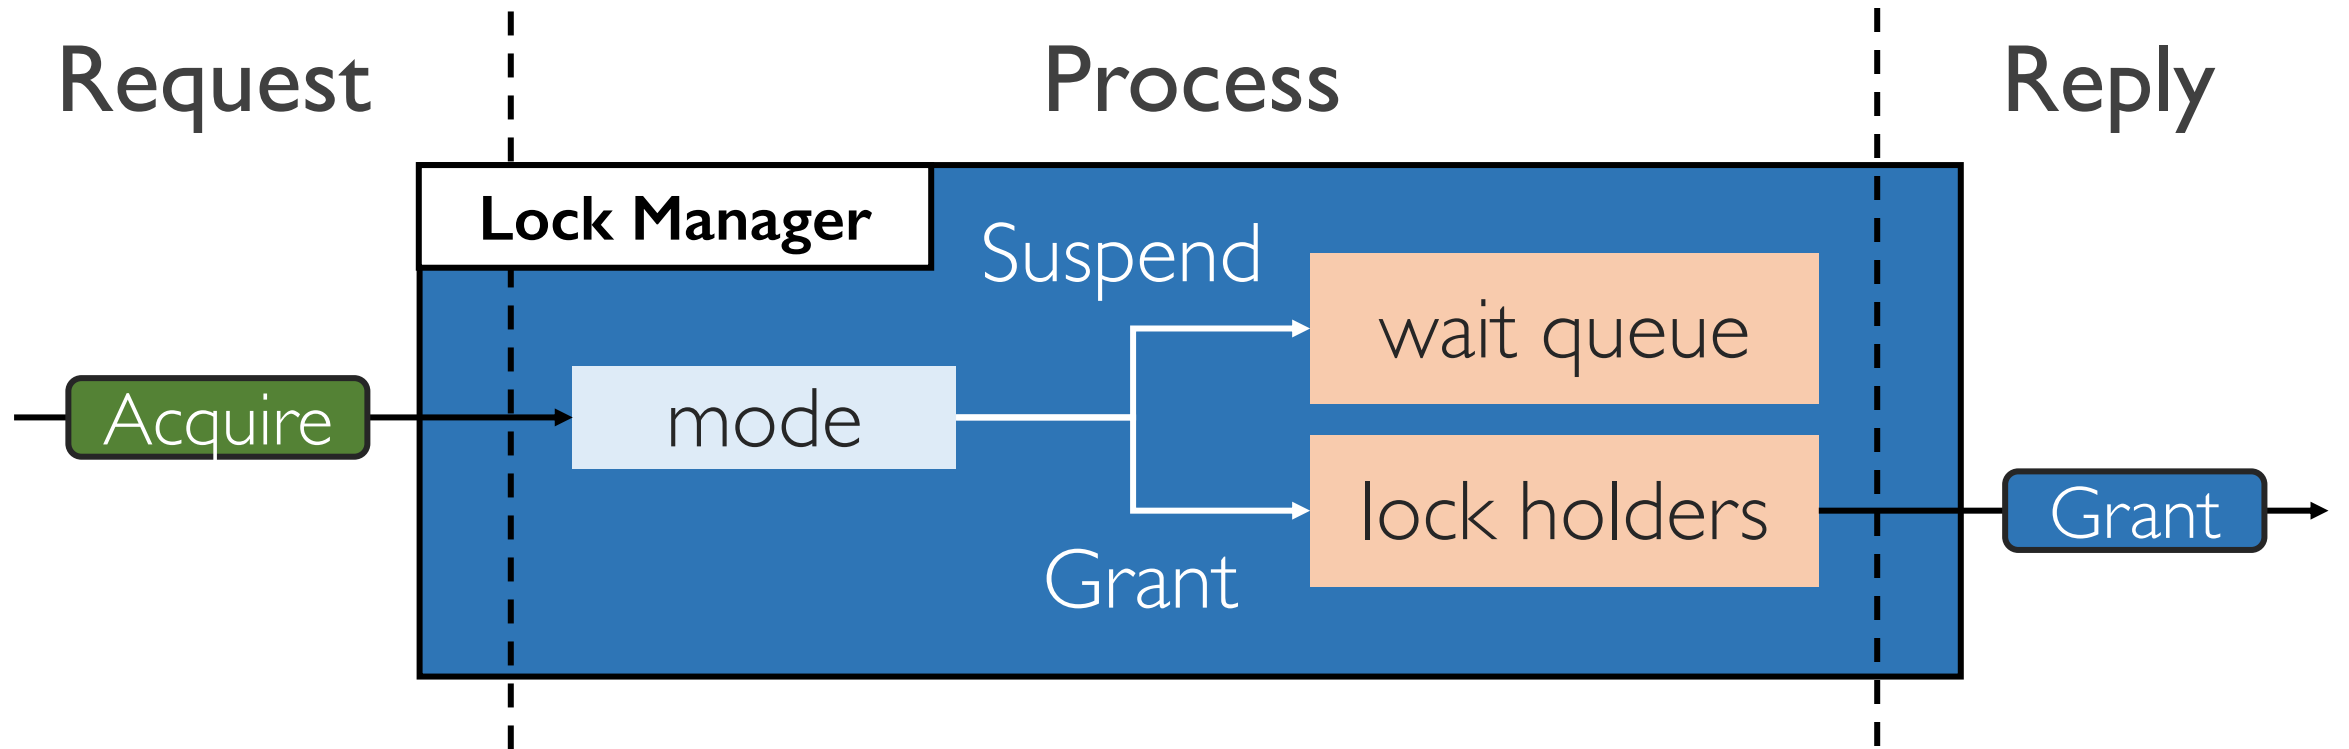 Request
Process
Reply
Lock Manager
Suspend
wait queue
Acquire
mode
lock holders
Grant
Grant